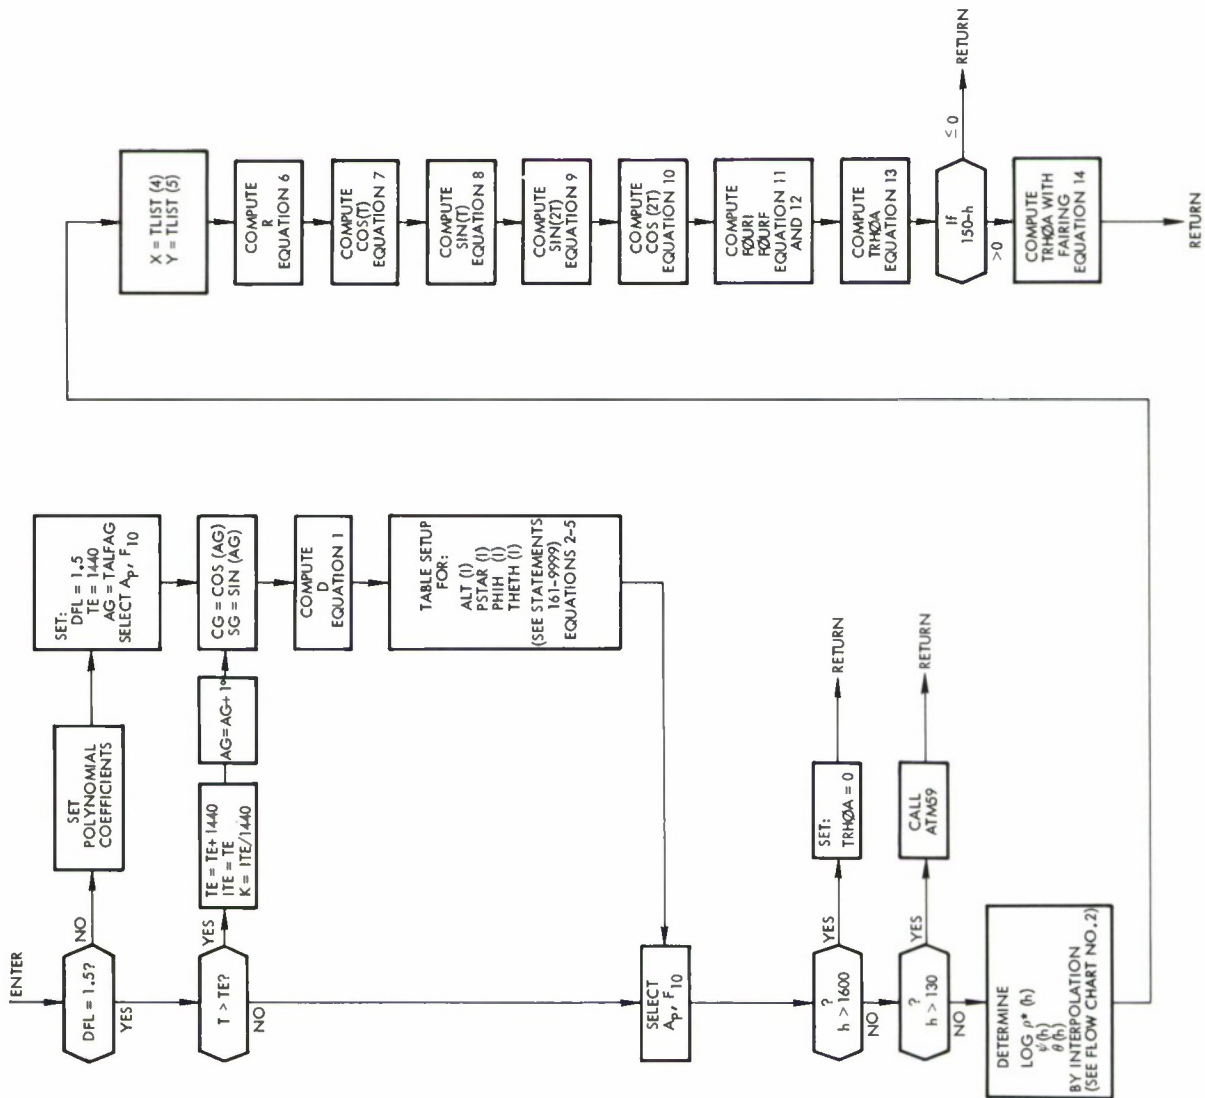 ENTER
DFL = 1.5?
NO
YES
SET
POLYNOMIAL
COEFFICIENTS
SET:
DFL = 1.5
TE = 1440
AG = TALFAG
SELECT Ap, F10
T > TE?
YES
NO
TE = TE+ 1440
ITE = TE
K = ITE/1440
AG=AG+ 1°
CG = COS (AG)
SG = SIN (AG)
COMPUTE
D
EQUATION 1
TABLE SETUP
FOR:
ALT (I)
PSTAR (I)
PHIH (I)
THETH (I)
(SEE STATEMENTS
161-9999)
EQUATIONS 2-5
SELECT
Ap, F10
?
h > 1600
YES
NO
SET:
TRHØA = 0
RETURN
?
h > 130
YES
NO
CALL
ATM59
RETURN
DETERMINE
LOG ρ* (h)
ψ (h)
θ (h)
BY INTERPOLATION
(SEE FLOW CHART NO. 2)
X = TLIST (4)
Y = TLIST (5)
COMPUTE
R
EQUATION 6
COMPUTE
COS(T)
EQUATION 7
COMPUTE
SIN(T)
EQUATION 8
COMPUTE
SIN(2T)
EQUATION 9
COMPUTE
COS (2T)
EQUATION 10
COMPUTE
FØURI
FØURF
EQUATION 11
AND 12
COMPUTE
TRHØA
EQUATION 13
If
150-h
≤ 0
RETURN
>0
COMPUTE
TRHØA WITH
FAIRING
EQUATION 14
RETURN